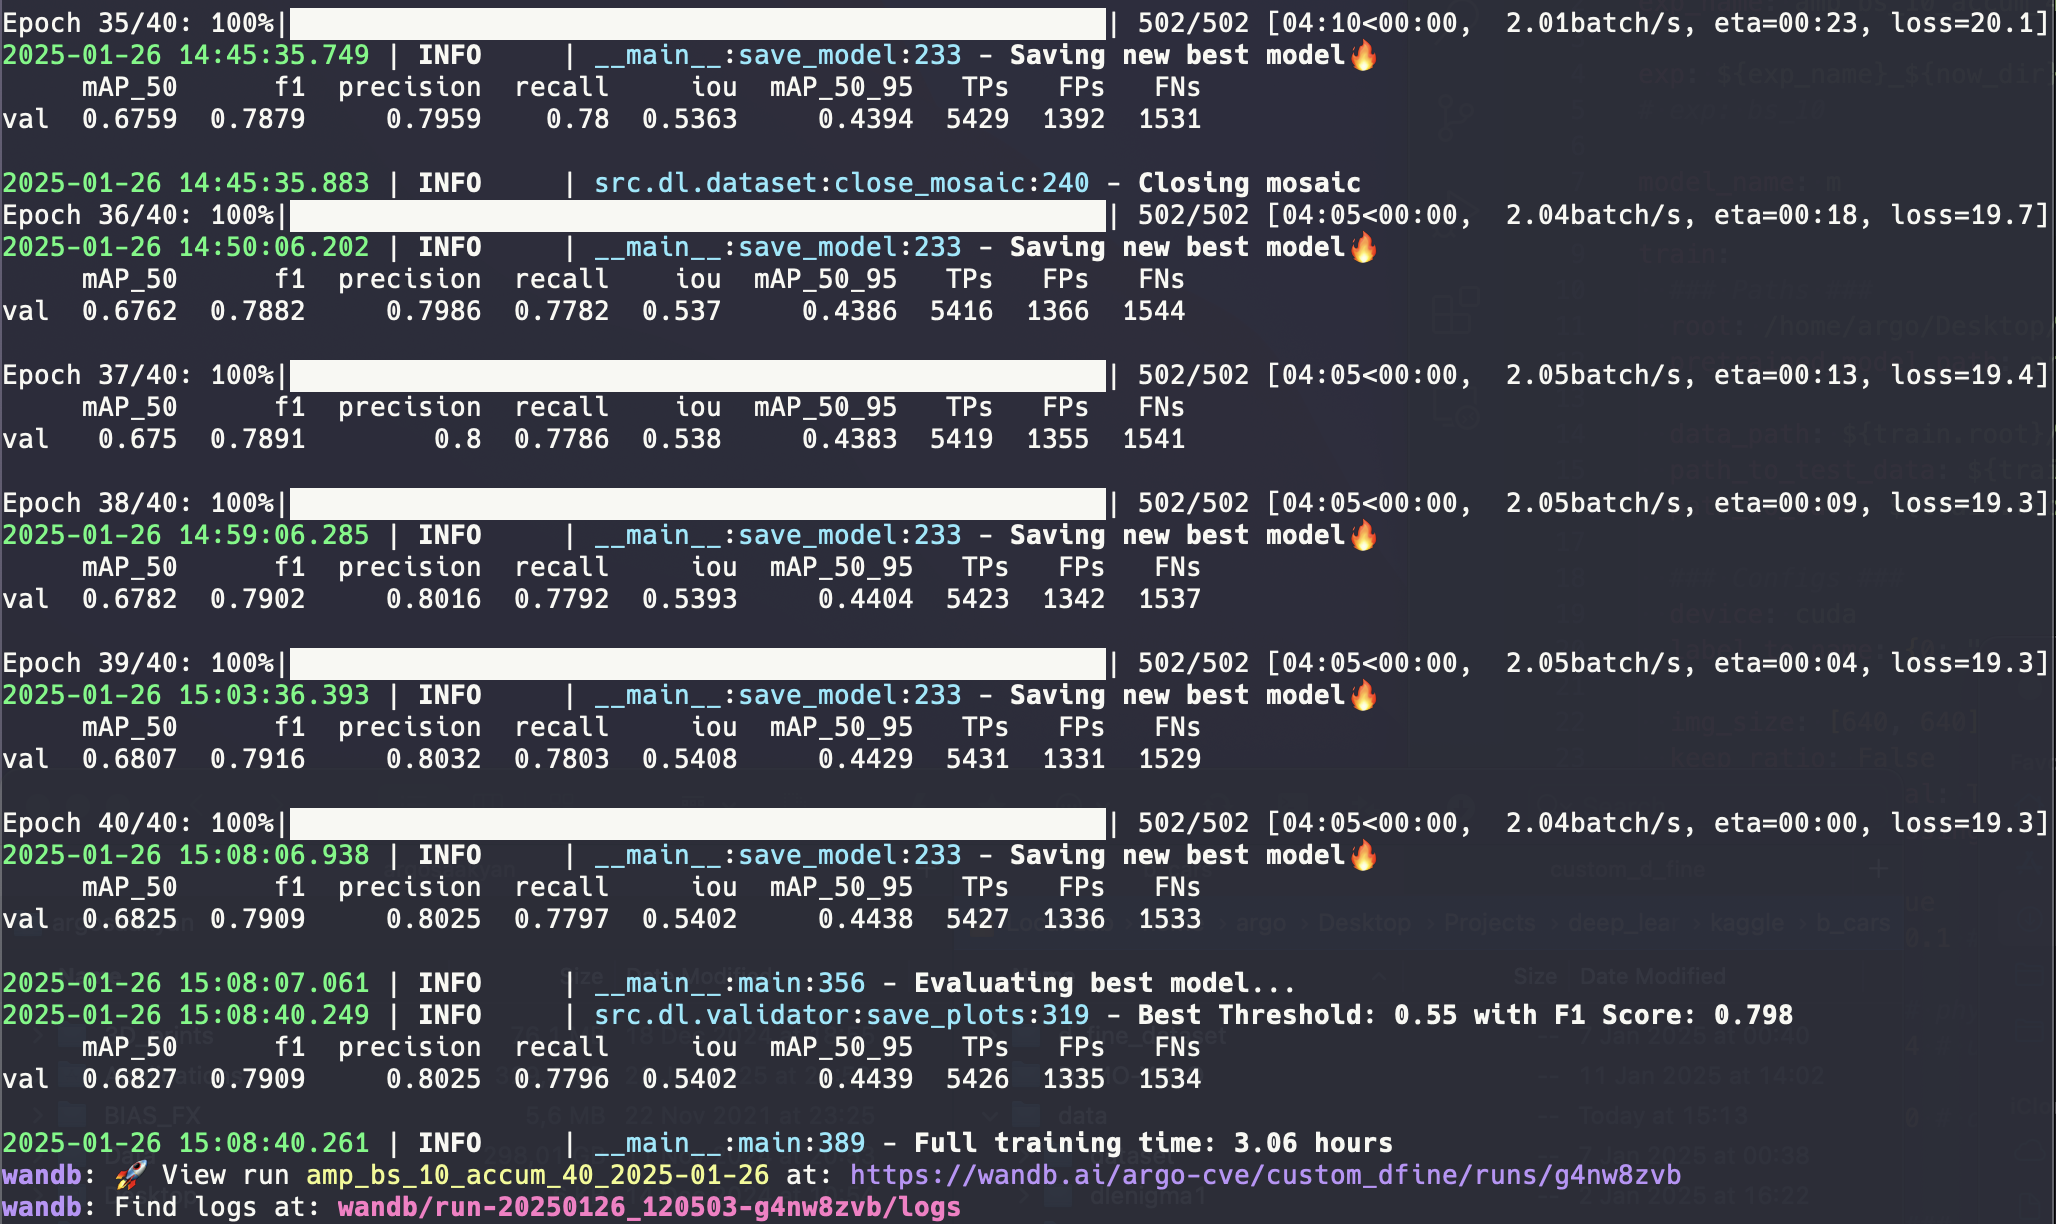 Epoch 35/40: 100%|| 502/502 [04:10<00:00,  2.01batch/s, eta=00:23, loss=20.1]
2025-01-26 14:45:35.749 | INFO     | __main__:save_model:233 - Saving new best model🔥
     mAP_50      f1  precision  recall     iou  mAP_50_95   TPs   FPs   FNs
val  0.6759  0.7879     0.7959    0.78  0.5363     0.4394  5429  1392  1531
2025-01-26 14:45:35.883 | INFO     | src.dl.dataset:close_mosaic:240 - Closing mosaic
Epoch 36/40: 100%|| 502/502 [04:05<00:00,  2.04batch/s, eta=00:18, loss=19.7]
2025-01-26 14:50:06.202 | INFO     | __main__:save_model:233 - Saving new best model🔥
     mAP_50      f1  precision  recall    iou  mAP_50_95   TPs   FPs   FNs
val  0.6762  0.7882     0.7986  0.7782  0.537     0.4386  5416  1366  1544
Epoch 37/40: 100%|| 502/502 [04:05<00:00,  2.05batch/s, eta=00:13, loss=19.4]
     mAP_50      f1  precision  recall    iou  mAP_50_95   TPs   FPs   FNs
val   0.675  0.7891        0.8  0.7786  0.538     0.4383  5419  1355  1541
Epoch 38/40: 100%|| 502/502 [04:05<00:00,  2.05batch/s, eta=00:09, loss=19.3]
2025-01-26 14:59:06.285 | INFO     | __main__:save_model:233 - Saving new best model🔥
     mAP_50      f1  precision  recall     iou  mAP_50_95   TPs   FPs   FNs
val  0.6782  0.7902     0.8016  0.7792  0.5393     0.4404  5423  1342  1537
Epoch 39/40: 100%|| 502/502 [04:05<00:00,  2.05batch/s, eta=00:04, loss=19.3]
2025-01-26 15:03:36.393 | INFO     | __main__:save_model:233 - Saving new best model🔥
     mAP_50      f1  precision  recall     iou  mAP_50_95   TPs   FPs   FNs
val  0.6807  0.7916     0.8032  0.7803  0.5408     0.4429  5431  1331  1529
Epoch 40/40: 100%|| 502/502 [04:05<00:00,  2.04batch/s, eta=00:00, loss=19.3]
2025-01-26 15:08:06.938 | INFO     | __main__:save_model:233 - Saving new best model🔥
     mAP_50      f1  precision  recall     iou  mAP_50_95   TPs   FPs   FNs
val  0.6825  0.7909     0.8025  0.7797  0.5402     0.4438  5427  1336  1533
2025-01-26 15:08:07.061 | INFO     | __main__:main:356 - Evaluating best model...
2025-01-26 15:08:40.249 | INFO     | src.dl.validator:save_plots:319 - Best Threshold: 0.55 with F1 Score: 0.798
     mAP_50      f1  precision  recall     iou  mAP_50_95   TPs   FPs   FNs
val  0.6827  0.7909     0.8025  0.7796  0.5402     0.4439  5426  1335  1534
2025-01-26 15:08:40.261 | INFO     | __main__:main:389 - Full training time: 3.06 hours
wandb: 🚀 View run amp_bs_10_accum_40_2025-01-26 at: https://wandb.ai/argo-cve/custom_dfine/runs/g4nw8zvb
wandb: Find logs at: wandb/run-20250126_120503-g4nw8zvb/logs